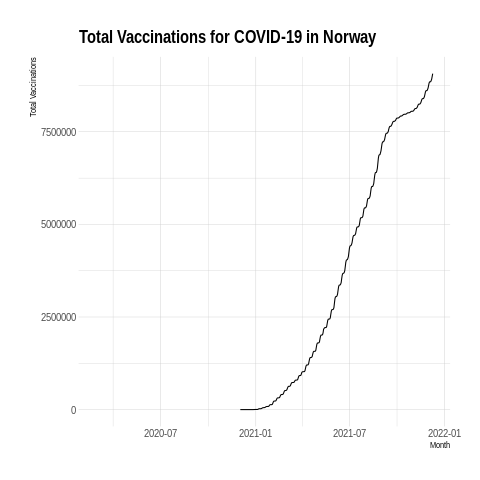 Total Vaccinations for COVID-19 in Norway
Total Vaccinations
7500000
5000000
2500000
0
2020-07 2021-01 2021-07 2022-01
Month